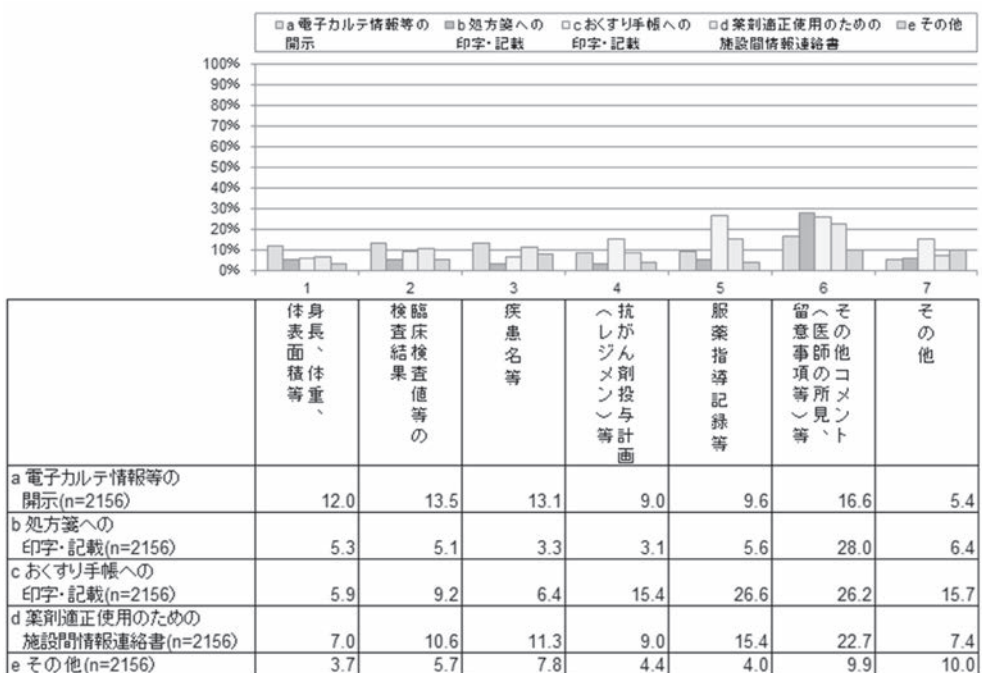 a 電子カルテ情報等の開示
b 処方箋への印字・記載
c おくすり手帳への印字・記載
d 薬剤適正使用のための施設間情報連絡書
e その他
100%
90%
80%
70%
60%
50%
40%
30%
20%
10%
0%
1 2 3 4 5 6 7
身長、体重、
体表面積等
臨床検査値等の
検査結果
疾患名等
抗がん剤投与計画
（レジメン）等
服薬指導記録等
その他コメント
（医師の所見、
留意事項等）等
その他
a 電子カルテ情報等の
開示(n=2156) 12.0 13.5 13.1 9.0 9.6 16.6 5.4
b 処方箋への
印字・記載(n=2156) 5.3 5.1 3.3 3.1 5.6 28.0 6.4
c おくすり手帳への
印字・記載(n=2156) 5.9 9.2 6.4 15.4 26.6 26.2 15.7
d 薬剤適正使用のための
施設間情報連絡書(n=2156) 7.0 10.6 11.3 9.0 15.4 22.7 7.4
e その他(n=2156) 3.7 5.7 7.8 4.4 4.0 9.9 10.0